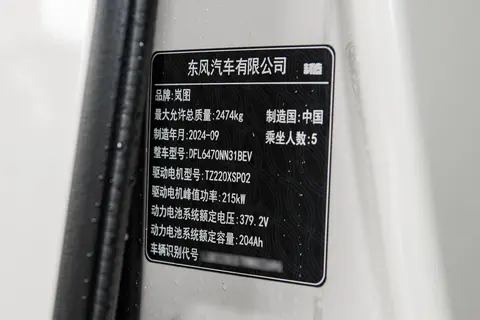 东风汽车有限公司
品牌:岚图
最大允许总质量:2474kg 制造国:中国
制造年月:2024-09 乘坐人数:5
整车型号:DFL6470NN31BEV
驱动电机型号:TZ220XSP02
驱动电机峰值功率:215kW
动力电池系统额定电压:379.2V
动力电池系统额定容量:204Ah
车辆识别代号